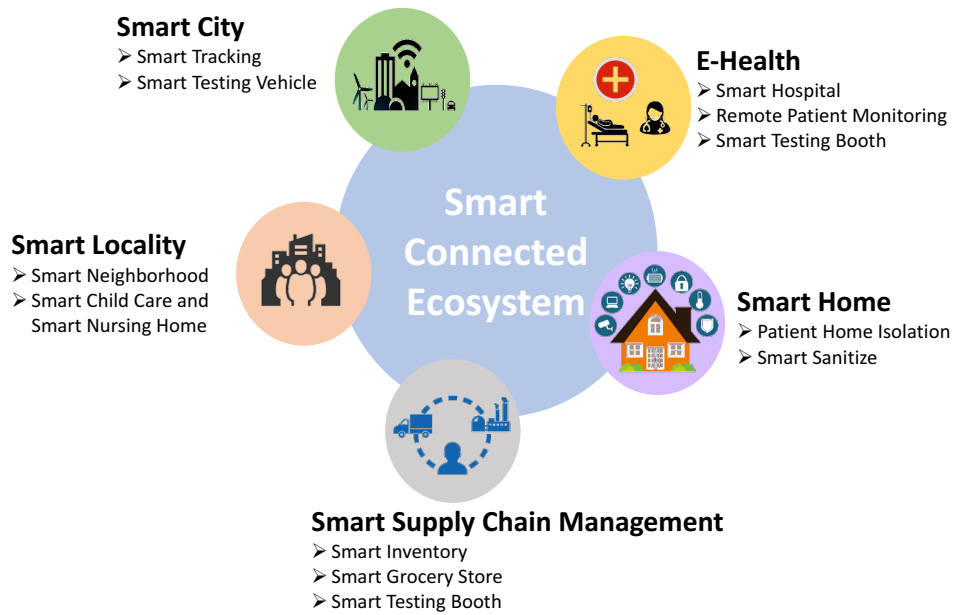 Smart City
➢ Smart Tracking
➢ Smart Testing Vehicle
E-Health
➢ Smart Hospital
➢ Remote Patient Monitoring
➢ Smart Testing Booth
Smart
Connected
Ecosystem
Smart Locality
➢ Smart Neighborhood
➢ Smart Child Care and
Smart Nursing Home
Smart Home
➢ Patient Home Isolation
➢ Smart Sanitize
Smart Supply Chain Management
➢ Smart Inventory
➢ Smart Grocery Store
➢ Smart Testing Booth